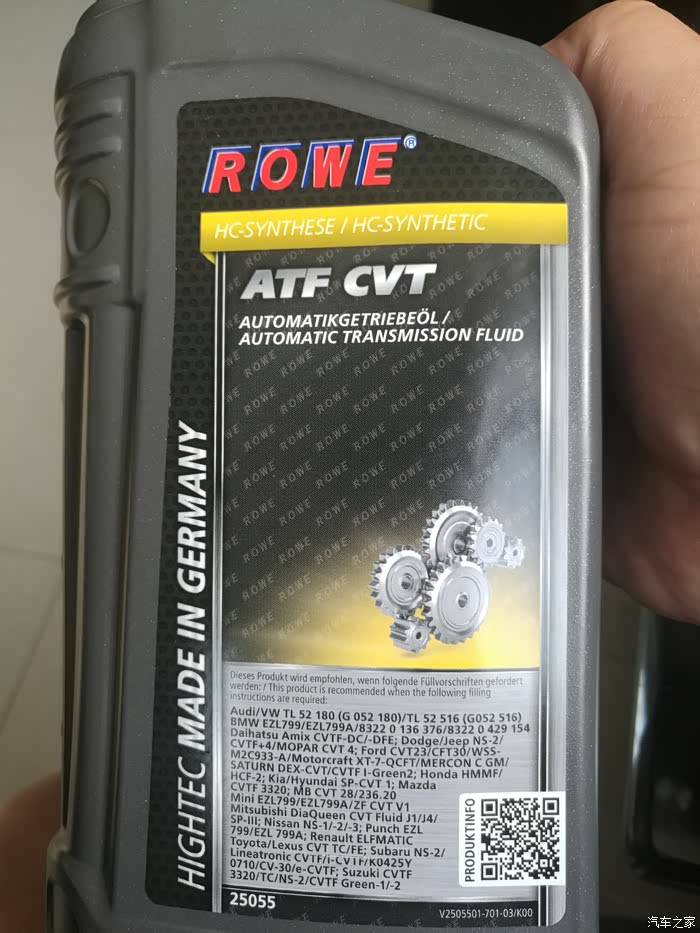 ROWE®
HC-SYNTHESE / HC-SYNTHETIC
ATF CVT
AUTOMATIKGETRIEBEÖL /
AUTOMATIC TRANSMISSION FLUID
HIGHTEC MADE IN GERMANY
Dieses Produkt wird empfohlen, wenn folgende Füllvorschriften gefordert
werden: / This product is recommended when the following filling
instructions are required:
Audi/VW TL 52 180 (G 052 180)/TL 52 516 (G052 516)
BMW EZL799/EZL799A/8322 0 136 376/8322 0 429 154
Daihatsu Amix CVTF-DC/-DFE; Dodge/Jeep NS-2/
CVTF+4/MOPAR CVT 4; Ford CVT23/CFT30/WSS-
M2C933-A/Motorcraft XT-7-QCFT/MERCON C GM/
SATURN DEX-CVT/CVTF I-Green2; Honda HMMF/
HCF-2; Kia/Hyundai SP-CVT 1; Mazda
CVTF 3320; MB CVT 28/236.20
Mini EZL799/EZL799A/ZF CVT V1
Mitsubishi DiaQueen CVT Fluid J1/J4/
SP-III; Nissan NS-1/-2/-3; Punch EZL
799/EZL 799A; Renault ELFMATIC
Toyota/Lexus CVT TC/FE; Subaru NS-2/
Lineatronic CVTF/i-CVTF/K0425Y
0710/CV-30/e-CVTF; Suzuki CVTF
3320/TC/NS-2/CVTF Green-1/-2
PRODUKTINFO
25055
V2505501-701-03/K00
汽车之家